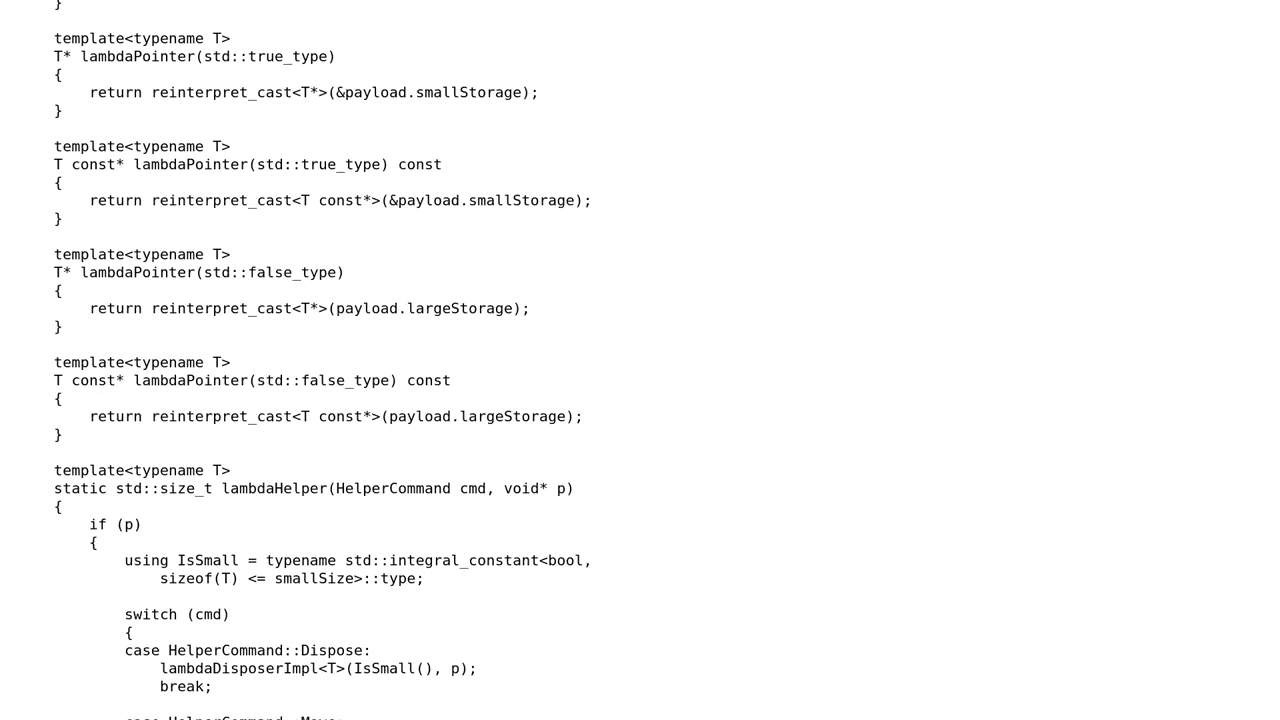 }
template<typename T>
T* lambdaPointer(std::true_type)
{
return reinterpret_cast<T*>(&payload.smallStorage);
}
template<typename T>
T const* lambdaPointer(std::true_type) const
{
return reinterpret_cast<T const*>(&payload.smallStorage);
}
template<typename T>
T* lambdaPointer(std::false_type)
{
return reinterpret_cast<T*>(payload.largeStorage);
}
template<typename T>
T const* lambdaPointer(std::false_type) const
{
return reinterpret_cast<T const*>(payload.largeStorage);
}
template<typename T>
static std::size_t lambdaHelper(HelperCommand cmd, void* p)
{
if (p)
{
using IsSmall = typename std::integral_constant<bool,
sizeof(T) <= smallSize>::type;
switch (cmd)
{
case HelperCommand::Dispose:
lambdaDisposerImpl<T>(IsSmall(), p);
break;
case HelperCommand::Move: